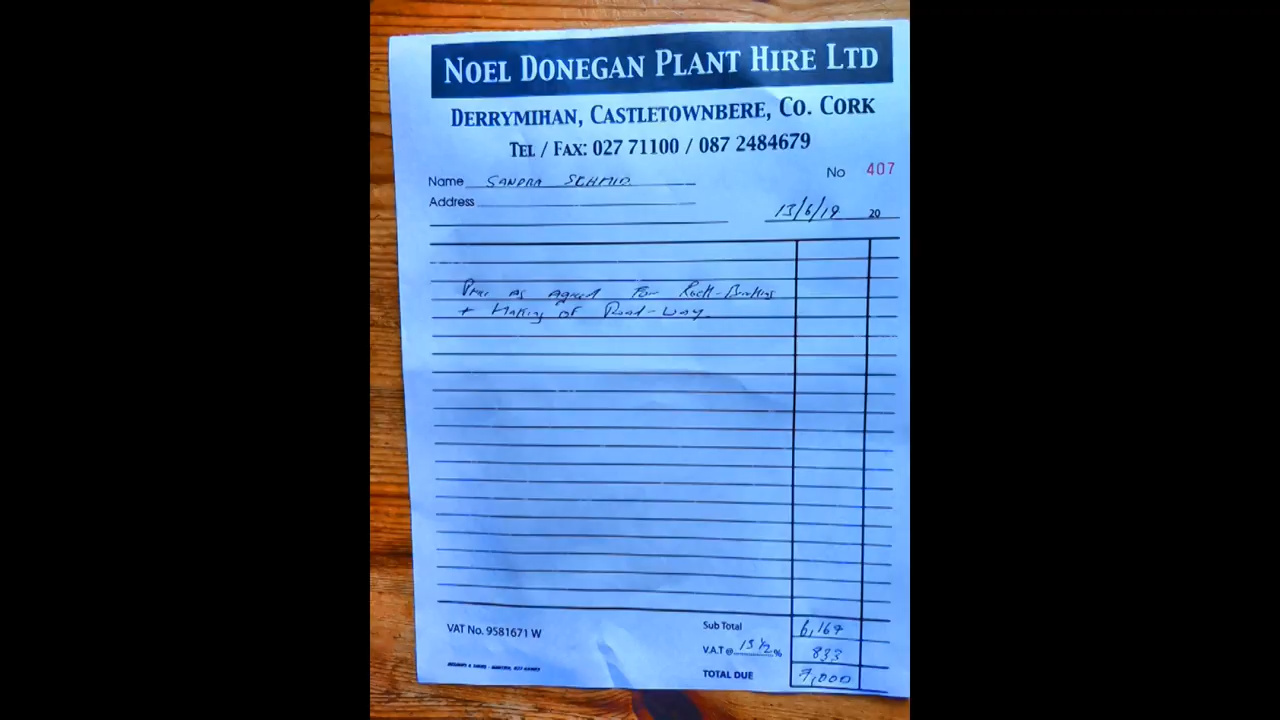 NOEL DONEGAN PLANT HIRE LTD
DERRYMIHAN, CASTLETOWNBERE, CO. CORK
TEL / FAX: 027 71100 / 087 2484679
No 407
Name SANDRA SCHMID
Address
13/6/19 20
Price as agreed For Rock-Breaking
+ Making of Road-Way.
VAT No. 9581671 W
Sub Total 6,167
V.A.T @ 13 1/2 % 833
TOTAL DUE 7,000